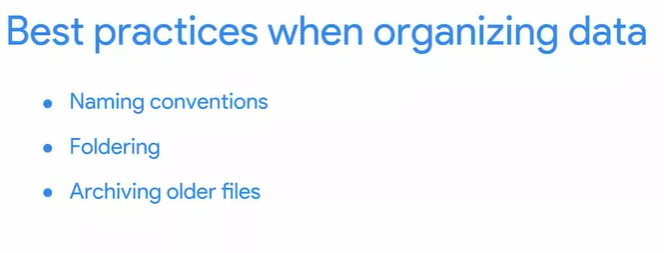 Best practices when organizing data
• Naming conventions
• Foldering
• Archiving older files